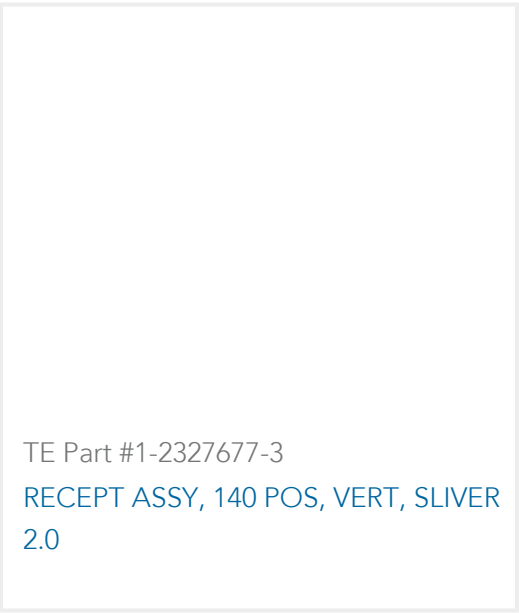 TE Part #1-2327677-3
RECEPT ASSY, 140 POS, VERT, SLIVER
2.0